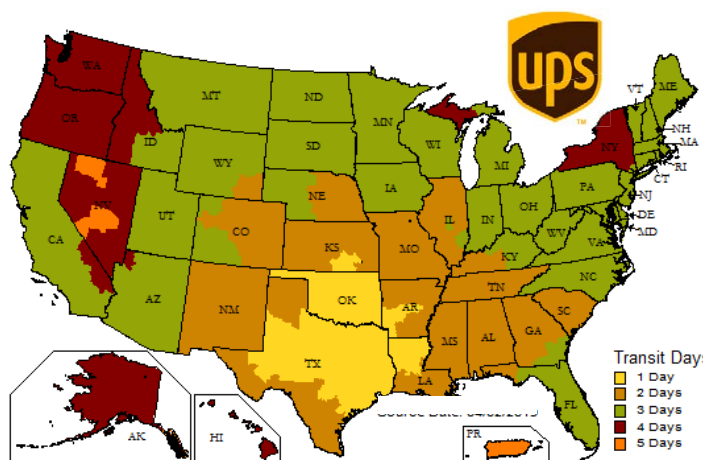 ups
TM
WA
OR
ID
MT
ND
MN
WI
MI
NY
VT
ME
NH
MA
RI
CT
NJ
DE
MD
PA
OH
IN
IL
IA
SD
WY
NE
NV
UT
CO
KS
MO
KY
WV
VA
NC
TN
SC
GA
AL
MS
AR
OK
NM
AZ
CA
TX
LA
FL
AK
HI
PR
Transit Days
1 Day
2 Days
3 Days
4 Days
5 Days